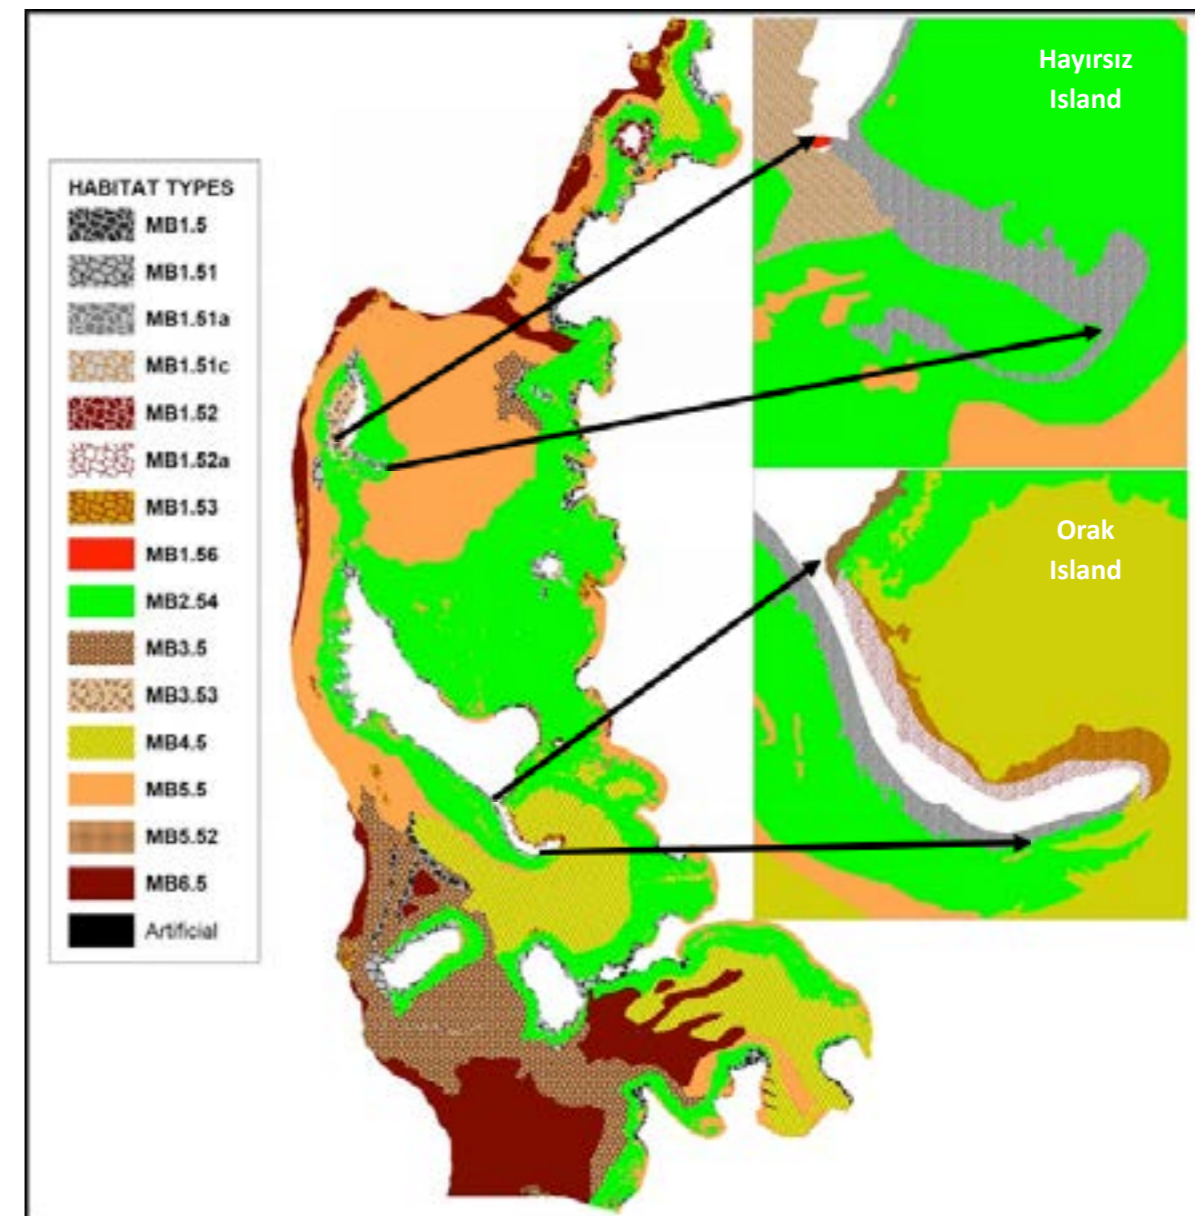 HABITAT TYPES
MB1.5
MB1.51
MB1.51a
MB1.51c
MB1.52
MB1.52a
MB1.53
MB1.56
MB2.54
MB3.5
MB3.53
MB4.5
MB5.5
MB5.52
MB6.5
Artificial
Hayırsız
Island
Orak
Island